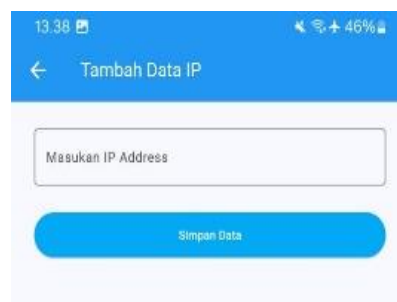 13.38 46%
Tambah Data IP
Masukan IP Address
Simpan Data